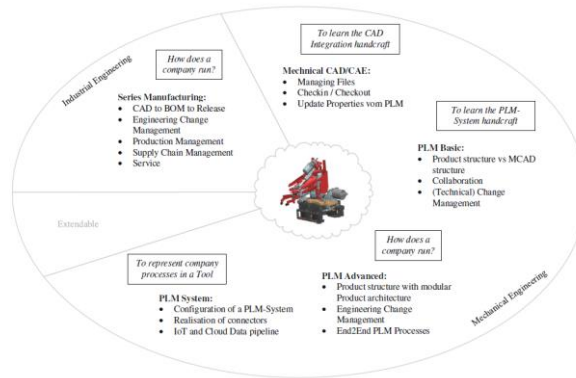 Industrial Engineering
How does a
company run?
Series Manufacturing:
• CAD to BOM to Release
• Engineering Change
Management
• Production Management
• Supply Chain Management
• Service
To learn the CAD
Integration handcraft
Mechnical CAD/CAE:
• Managing Files
• Checkin / Checkout
• Update Properties vom PLM
To learn the PLM-
System handcraft
PLM Basic:
• Product structure vs MCAD
structure
• Collaboration
• (Technical) Change
Management
Extendable
To represent company
processes in a Tool
PLM System:
• Configuration of a PLM-System
• Realisation of connectors
• IoT and Cloud Data pipeline
How does a
company run?
PLM Advanced:
• Product structure with modular
Product architecture
• Engineering Change
Management
• End2End PLM Processes
Mechanical Engineering